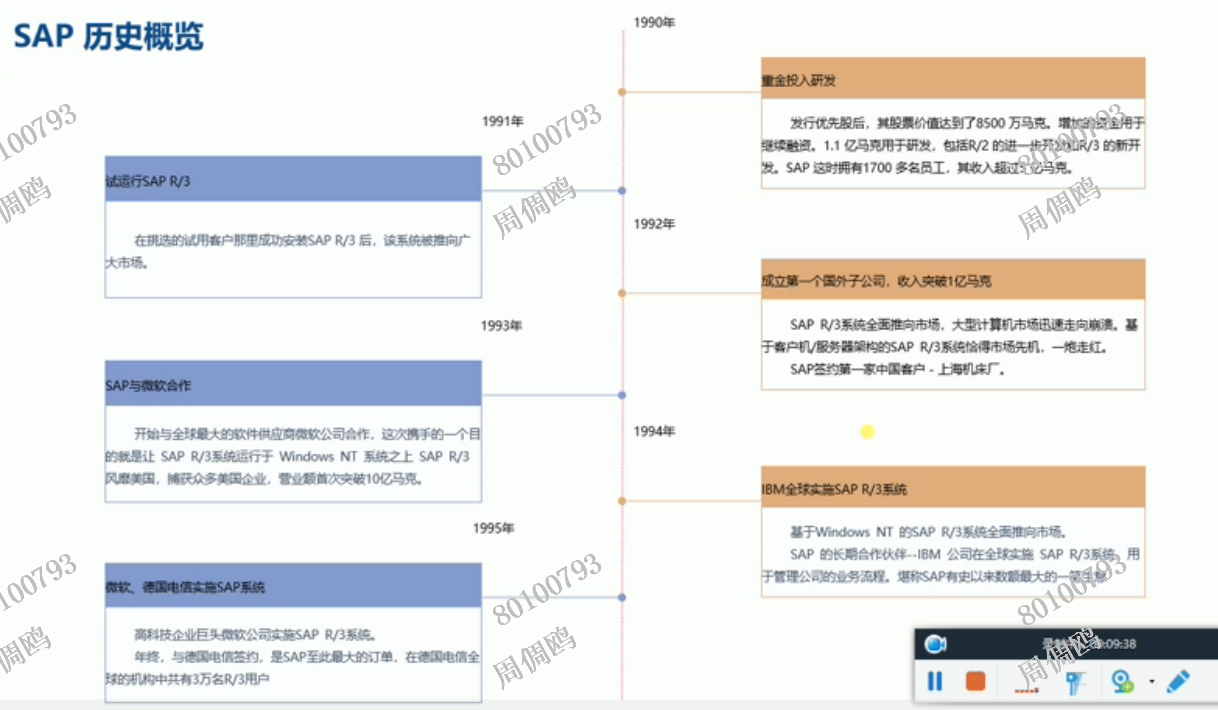 SAP 历史概览
1990年
重金投入研发
发行优先股后，其股票价值达到了8500 万马克。增加的资金用于
继续融资。1.1 亿马克用于研发，包括R/2 的进一步开发和R/3 的新开
发。SAP 这时拥有1700 多名员工，其收入超过5亿马克。
1991年
试运行SAP R/3
在挑选的试用客户那里成功安装SAP R/3 后，该系统被推向广
大市场。
1992年
成立第一个国外子公司，收入突破1亿马克
SAP R/3系统全面推向市场，大型计算机市场迅速走向崩溃。基
于客户机/服务器架构的SAP R/3系统恰得市场先机，一炮走红。
SAP签约第一家中国客户 - 上海机床厂。
1993年
SAP与微软合作
开始与全球最大的软件供应商微软公司合作，这次携手的一个目
的就是让 SAP R/3系统运行于 Windows NT 系统之上 SAP R/3
风靡美国，捕获众多美国企业，营业额首次突破10亿马克。
1994年
IBM全球实施SAP R/3系统
基于Windows NT 的SAP R/3系统全面推向市场。
SAP 的长期合作伙伴--IBM 公司在全球实施 SAP R/3系统，用
于管理公司的业务流程。堪称SAP有史以来数额最大的一笔生意
1995年
微软、德国电信实施SAP系统
高科技企业巨头微软公司实施SAP R/3系统。
年终，与德国电信签约，是SAP至此最大的订单，在德国电信全
球的机构中共有3万名R/3用户
80100793
周倜鸥
80100793
周倜鸥
80100793
周倜鸥
80100793
周倜鸥
80100793
周倜鸥
80100793
周倜鸥